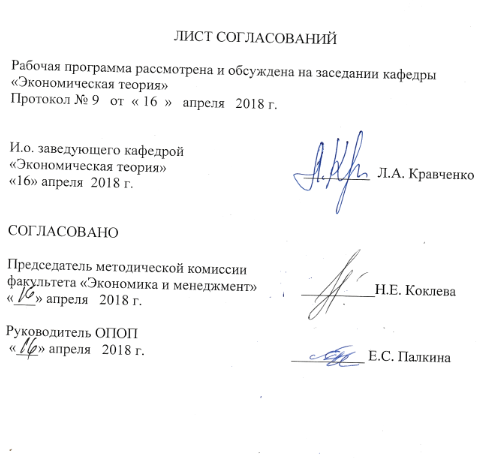 ЛИСТ СОГЛАСОВАНИЙ
Рабочая программа рассмотрена и обсуждена на заседании кафедры
«Экономическая теория»
Протокол № 9 от « 16 » апреля 2018 г.
И.о. заведующего кафедрой
«Экономическая теория»
«16» апреля 2018 г.
Л.А. Кравченко
СОГЛАСОВАНО
Председатель методической комиссии
факультета «Экономика и менеджмент»
«16» апреля 2018 г.
Н.Е. Коклева
Руководитель ОПОП
«16» апреля 2018 г.
Е.С. Палкина